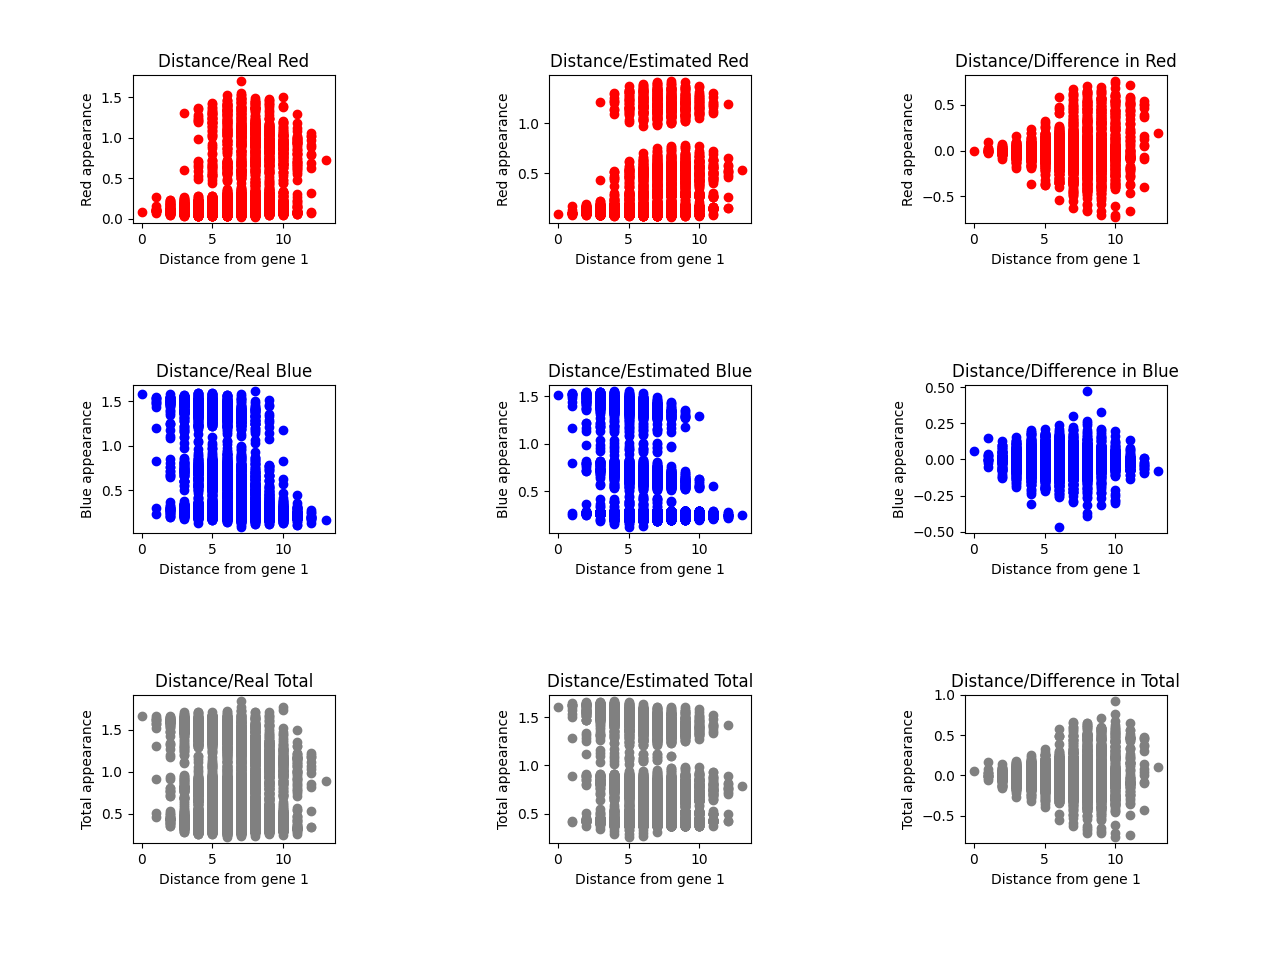 Distance/Real Red
Red appearance
1.5
1.0
0.5
0.0
0 5 10
Distance from gene 1
Distance/Estimated Red
Red appearance
1.0
0.5
0 5 10
Distance from gene 1
Distance/Difference in Red
Red appearance
0.5
0.0
−0.5
0 5 10
Distance from gene 1
Distance/Real Blue
Blue appearance
1.5
1.0
0.5
0 5 10
Distance from gene 1
Distance/Estimated Blue
Blue appearance
1.5
1.0
0.5
0 5 10
Distance from gene 1
Distance/Difference in Blue
Blue appearance
0.50
0.25
0.00
−0.25
−0.50
0 5 10
Distance from gene 1
Distance/Real Total
Total appearance
1.5
1.0
0.5
0 5 10
Distance from gene 1
Distance/Estimated Total
Total appearance
1.5
1.0
0.5
0 5 10
Distance from gene 1
Distance/Difference in Total
Total appearance
1.0
0.5
0.0
−0.5
0 5 10
Distance from gene 1